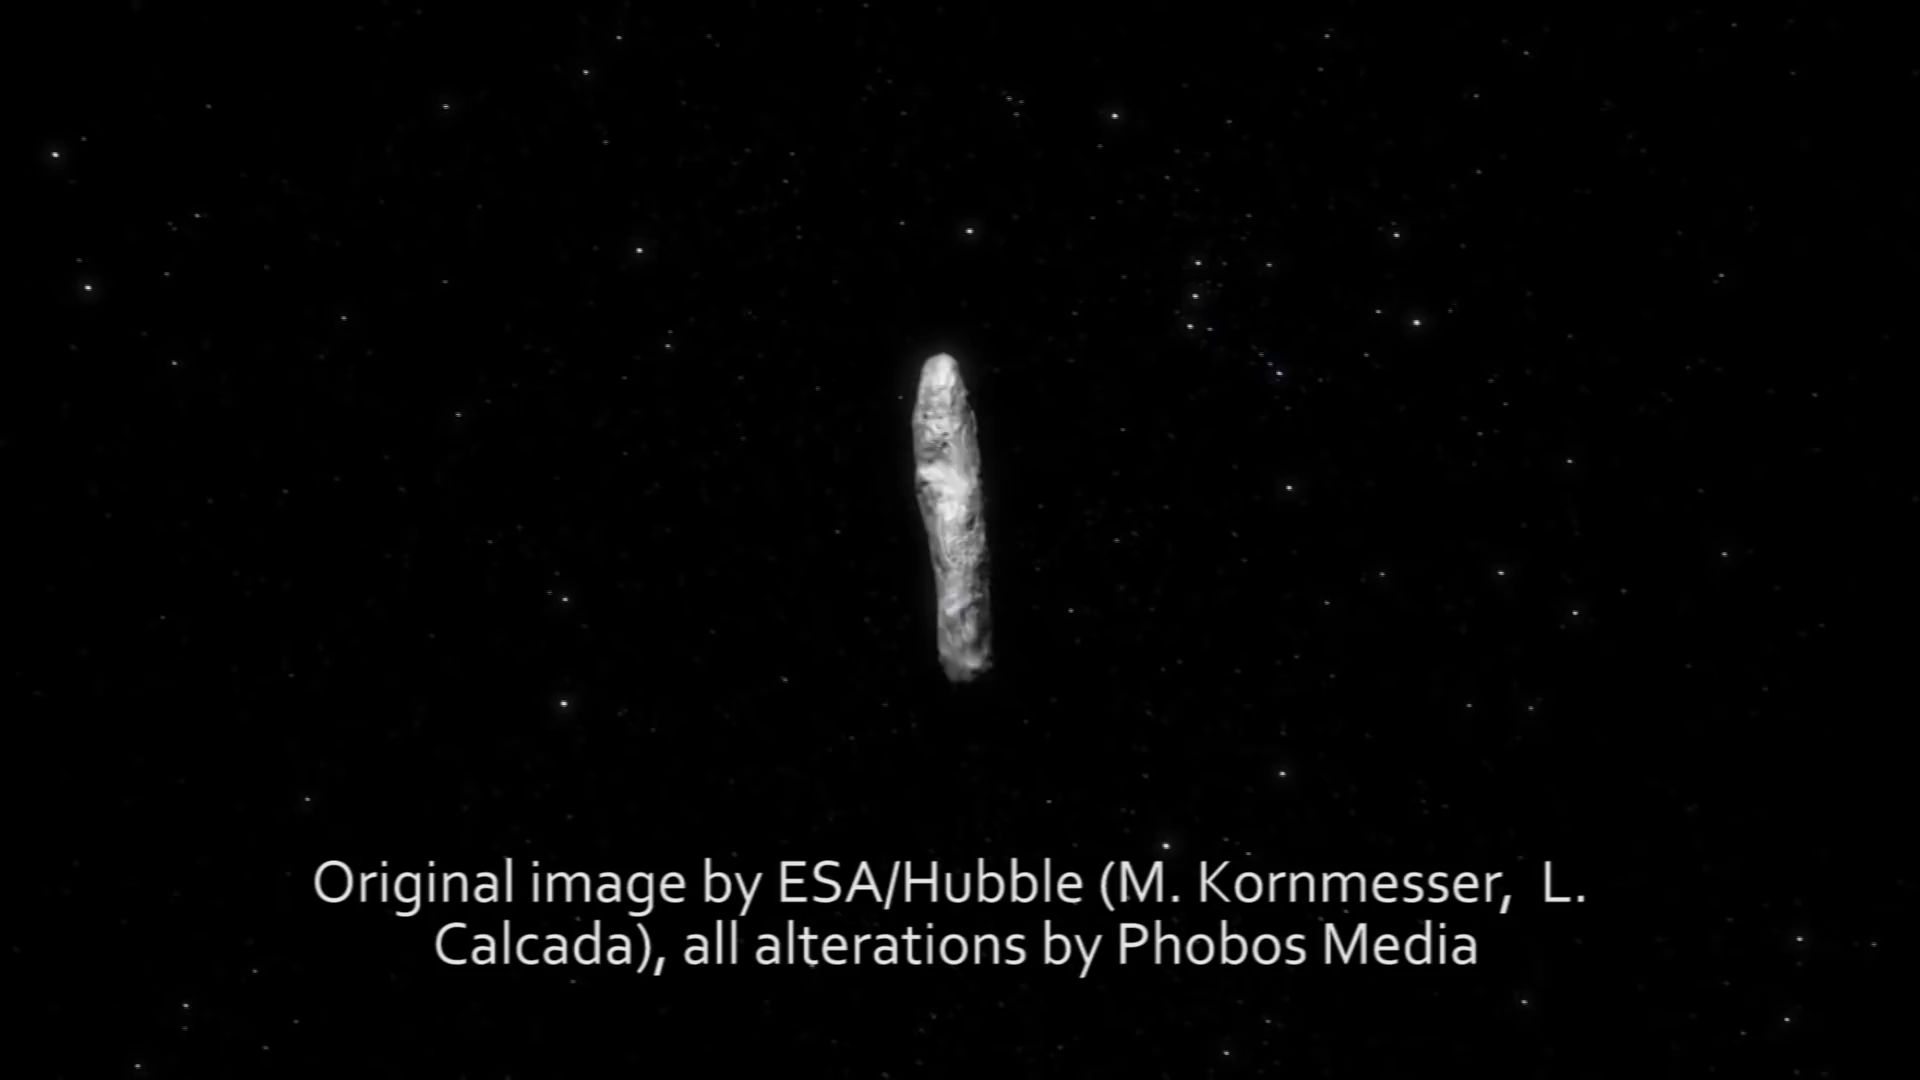 Original image by ESA/Hubble (M. Kornmesser, L.
Calcada), all alterations by Phobos Media